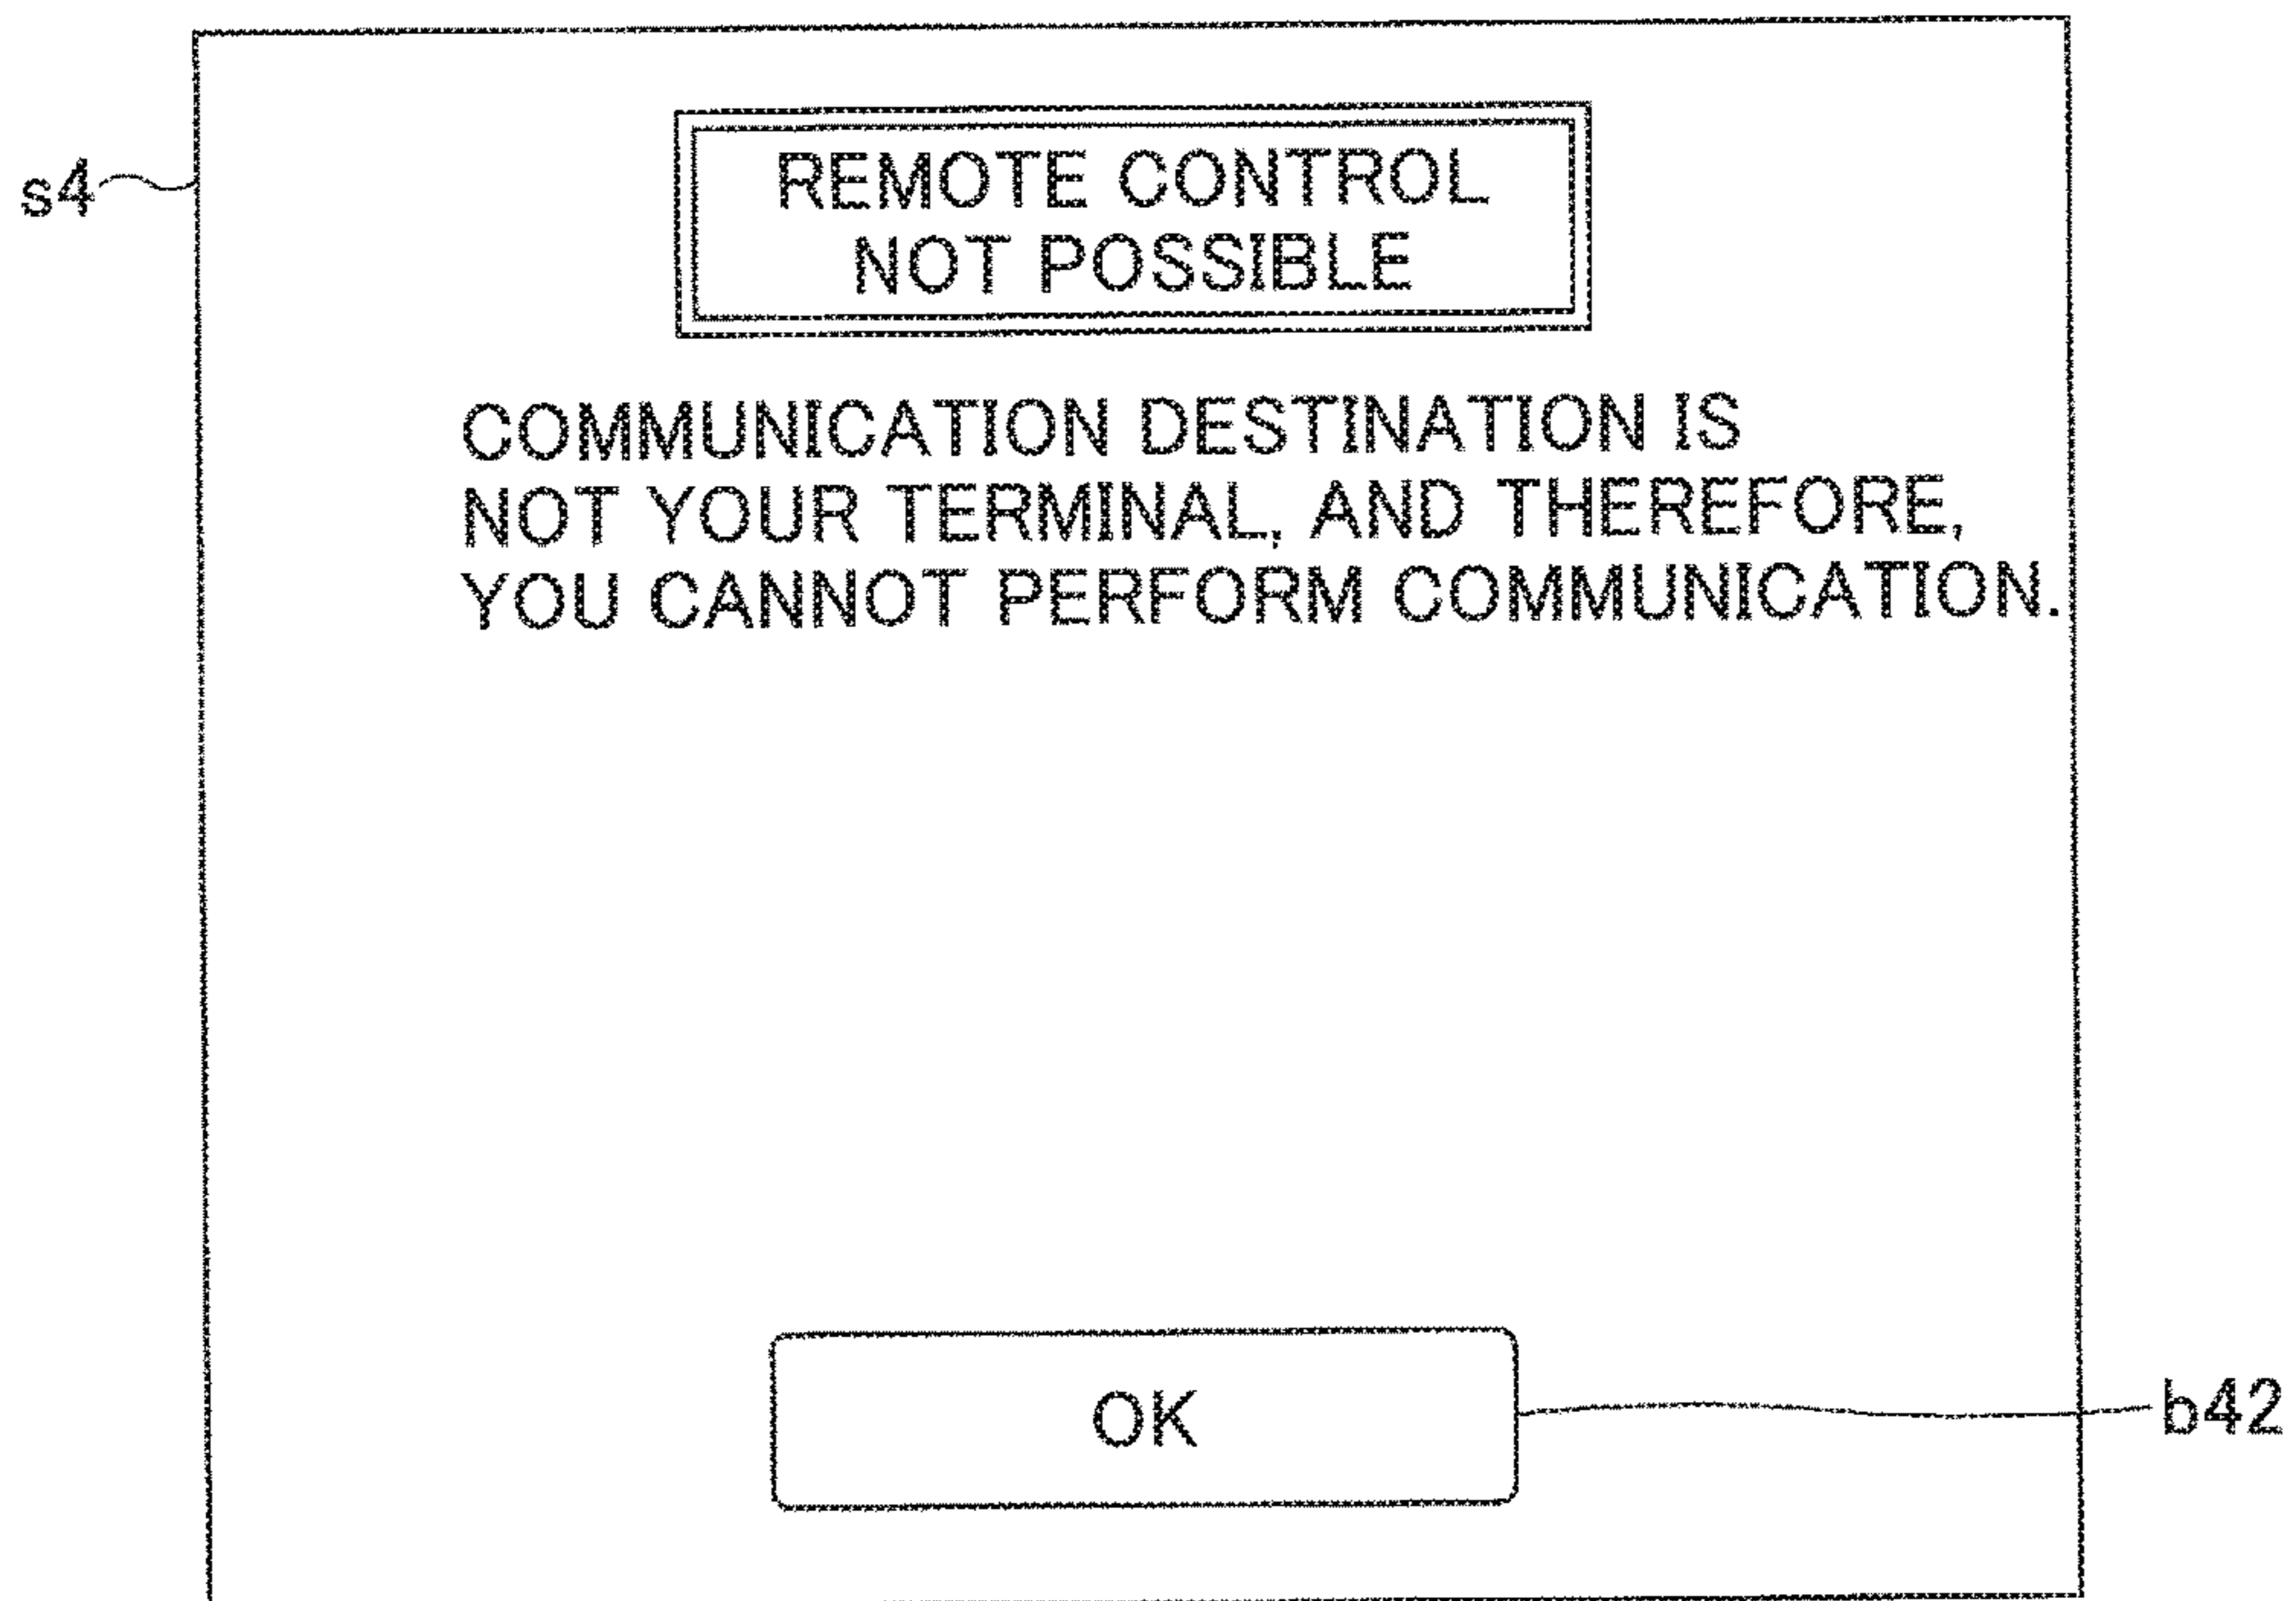 s4
REMOTE CONTROL
NOT POSSIBLE
COMMUNICATION DESTINATION IS
NOT YOUR TERMINAL, AND THEREFORE,
YOU CANNOT PERFORM COMMUNICATION.
OK
b42